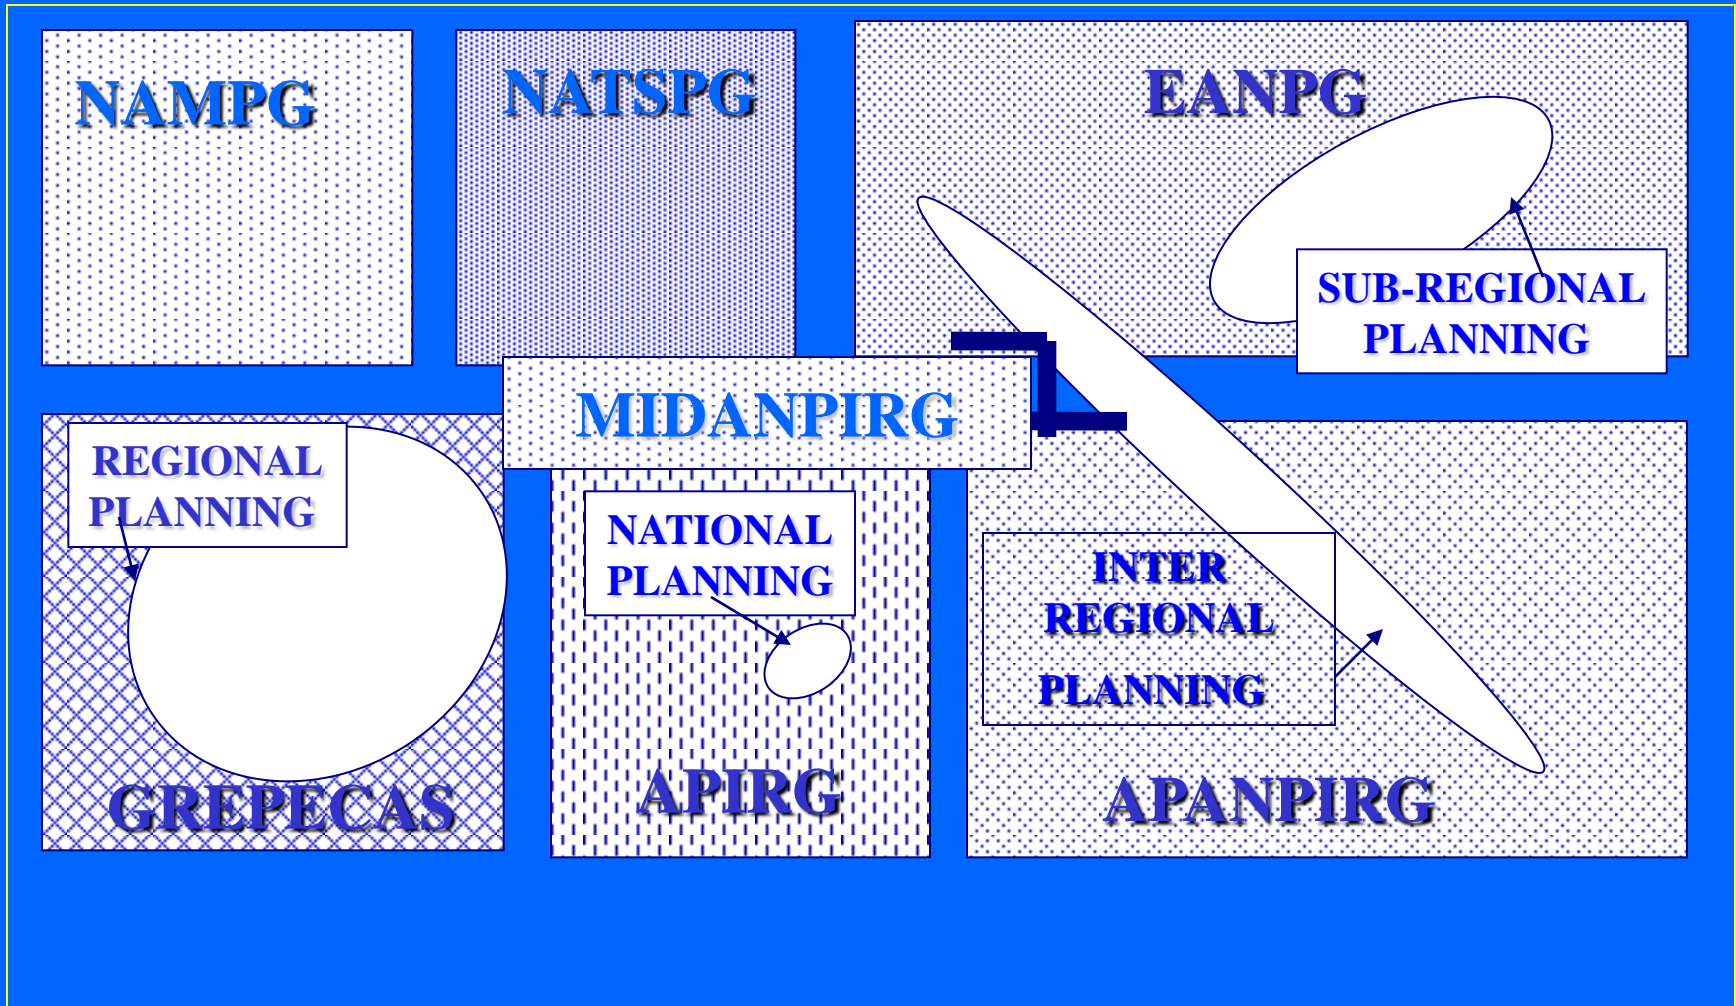 NAMPG
NATSPG
EANPG
SUB-REGIONAL
PLANNING
MIDANPIRG
REGIONAL
PLANNING
NATIONAL
PLANNING
INTER
REGIONAL
PLANNING
GREPECAS
APIRG
APANPIRG